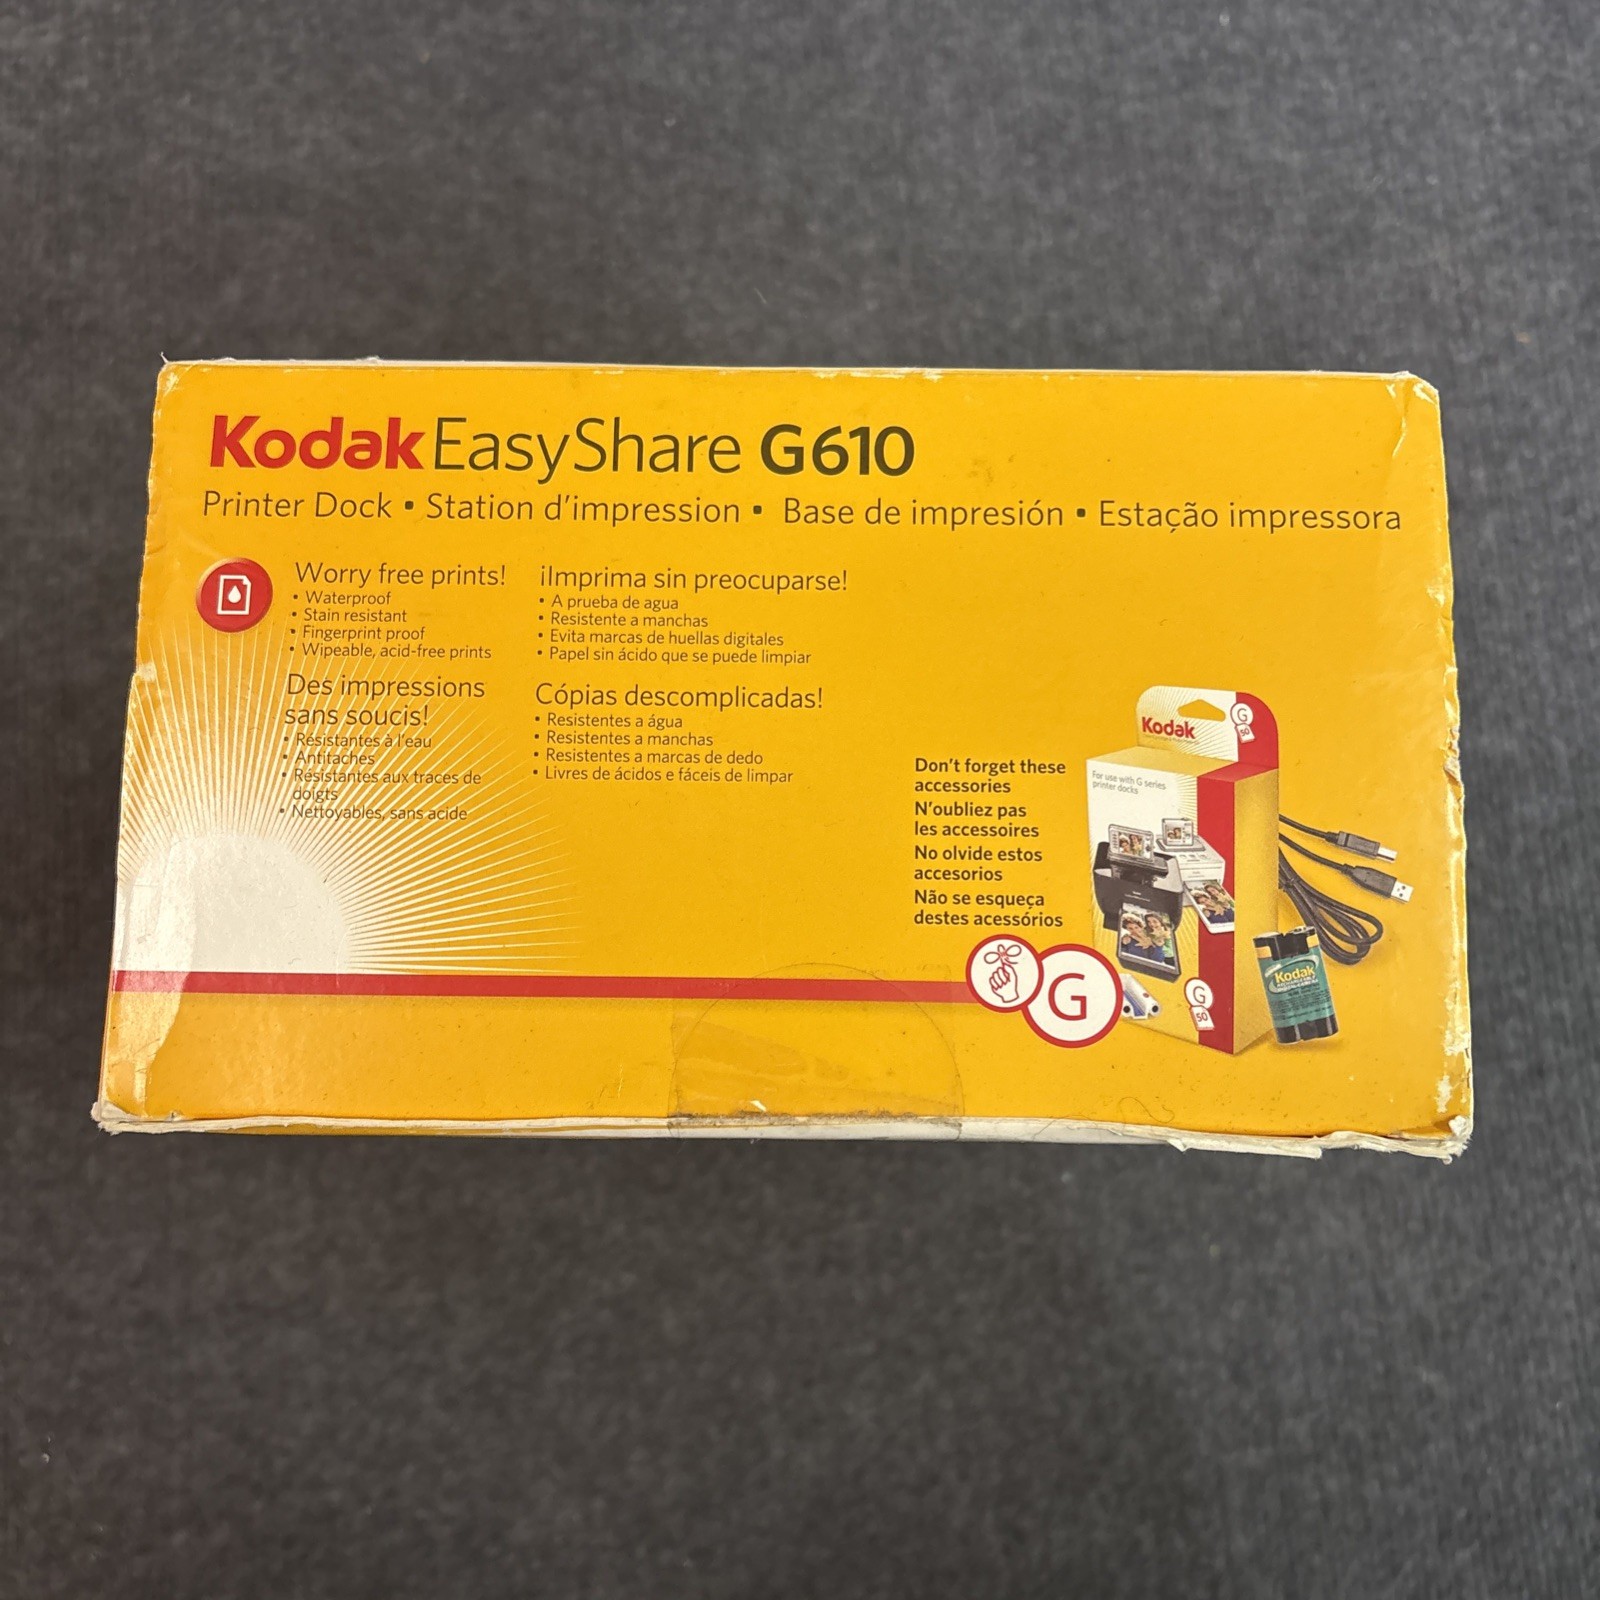 Kodak EasyShare G610
Printer Dock ▪ Station d'impression ▪ Base de impresión ▪ Estação impressora
Worry free prints!
• Waterproof
• Stain resistant
• Fingerprint proof
• Wipeable, acid-free prints
Des impressions
sans soucis!
• Résistantes à l'eau
• Antitaches
• Résistantes aux traces de
doigts
• Nettoyables, sans acide
¡Imprima sin preocuparse!
• A prueba de agua
• Resistente a manchas
• Evita marcas de huellas digitales
• Papel sin ácido que se puede limpiar
Cópias descomplicadas!
• Resistentes a água
• Resistentes a manchas
• Resistentes a marcas de dedo
• Livres de ácidos e fáceis de limpar
Don't forget these
accessories
N'oubliez pas
les accessoires
No olvide estos
accesorios
Não se esqueça
destes acessórios
G
Kodak
G
50
For use with G series
printer docks
G
50
Kodak